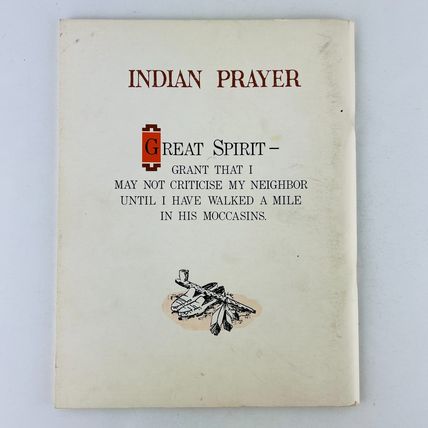 INDIAN PRAYER
GREAT SPIRIT –
GRANT THAT I
MAY NOT CRITICISE MY NEIGHBOR
UNTIL I HAVE WALKED A MILE
IN HIS MOCCASINS.